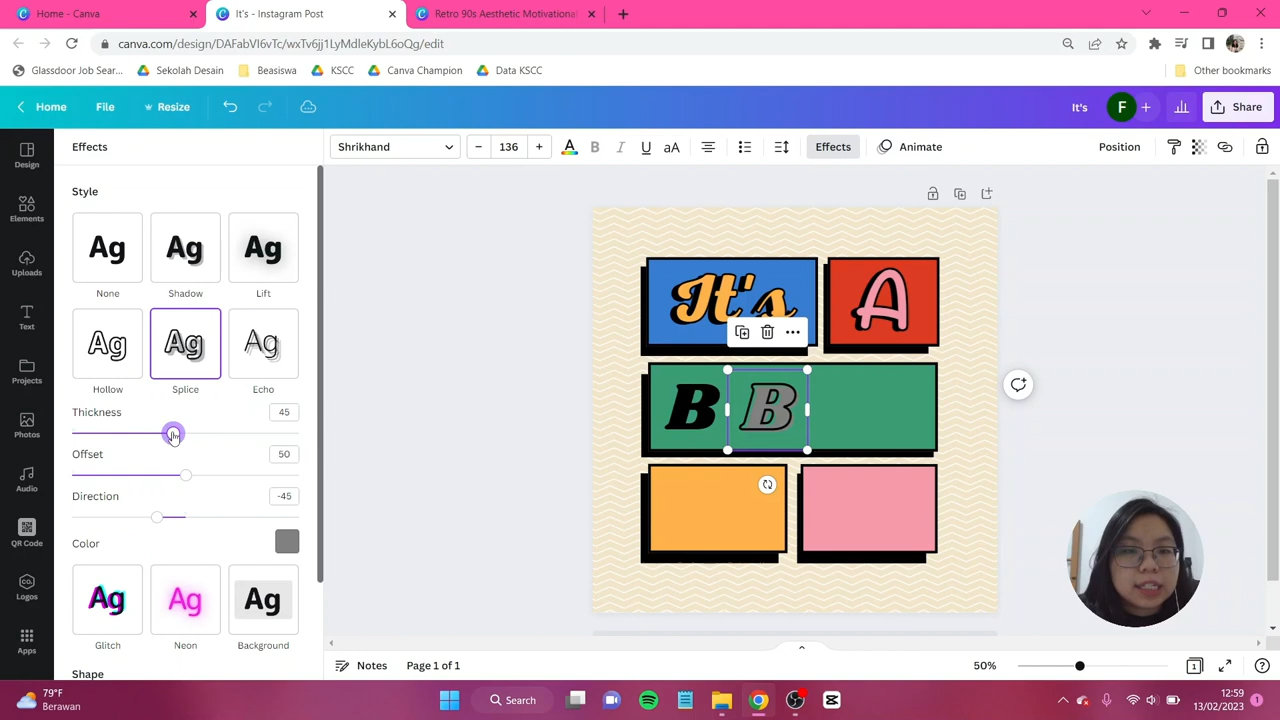 Home - Canva
It's - Instagram Post
Retro 90s Aesthetic Motivational
canva.com/design/DAFabVI6vTc/wxTv6jj1LyMdleKybL6oQg/edit
Glassdoor Job Sear...
Sekolah Desain
Beasiswa
KSCC
Canva Champion
Data KSCC
Other bookmarks
Home
File
Resize
It's
F
Share
Design
Elements
Uploads
Text
Projects
Photos
Audio
QR Code
Logos
Apps
Effects
Style
Ag Ag Ag
None Shadow Lift
Ag Ag Ag
Hollow Splice Echo
Thickness 45
Offset 50
Direction -45
Color
Ag Ag Ag
Glitch Neon Background
Shape
Shrikhand
136
A
B
I
U
aA
Effects
Animate
Position
It's A
B B
Notes
Page 1 of 1
50%
1
79°F
Berawan
Search
12:59
13/02/2023
1